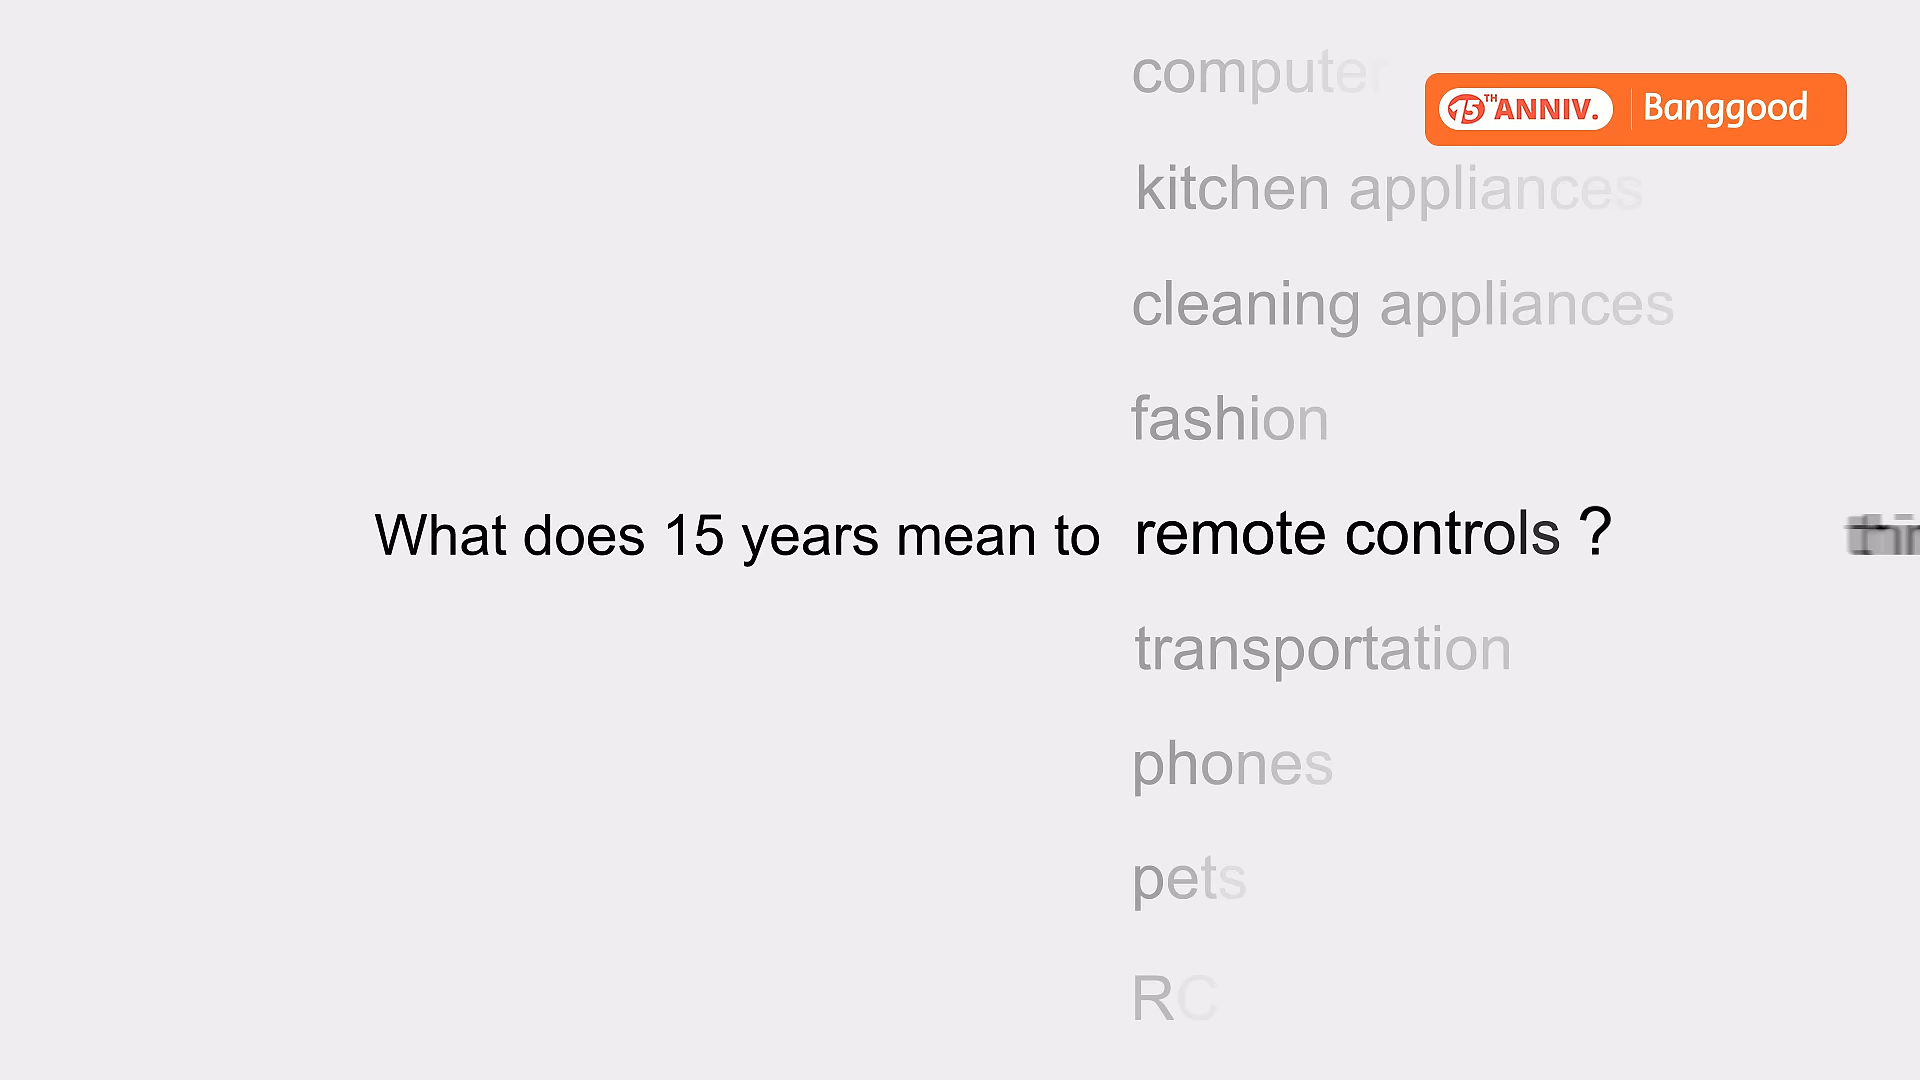 computer
15TH ANNIV. Banggood
kitchen appliances
cleaning appliances
fashion
What does 15 years mean to remote controls ?
transportation
phones
pets
RC